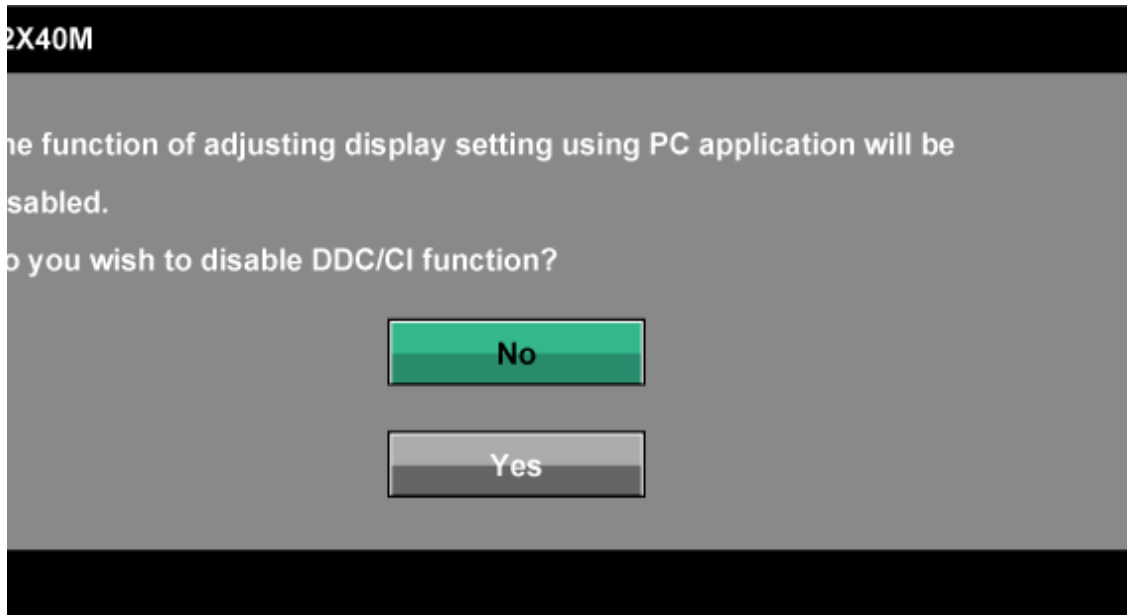 2X40M
he function of adjusting display setting using PC application will be
sabled.
o you wish to disable DDC/CI function?
No
Yes